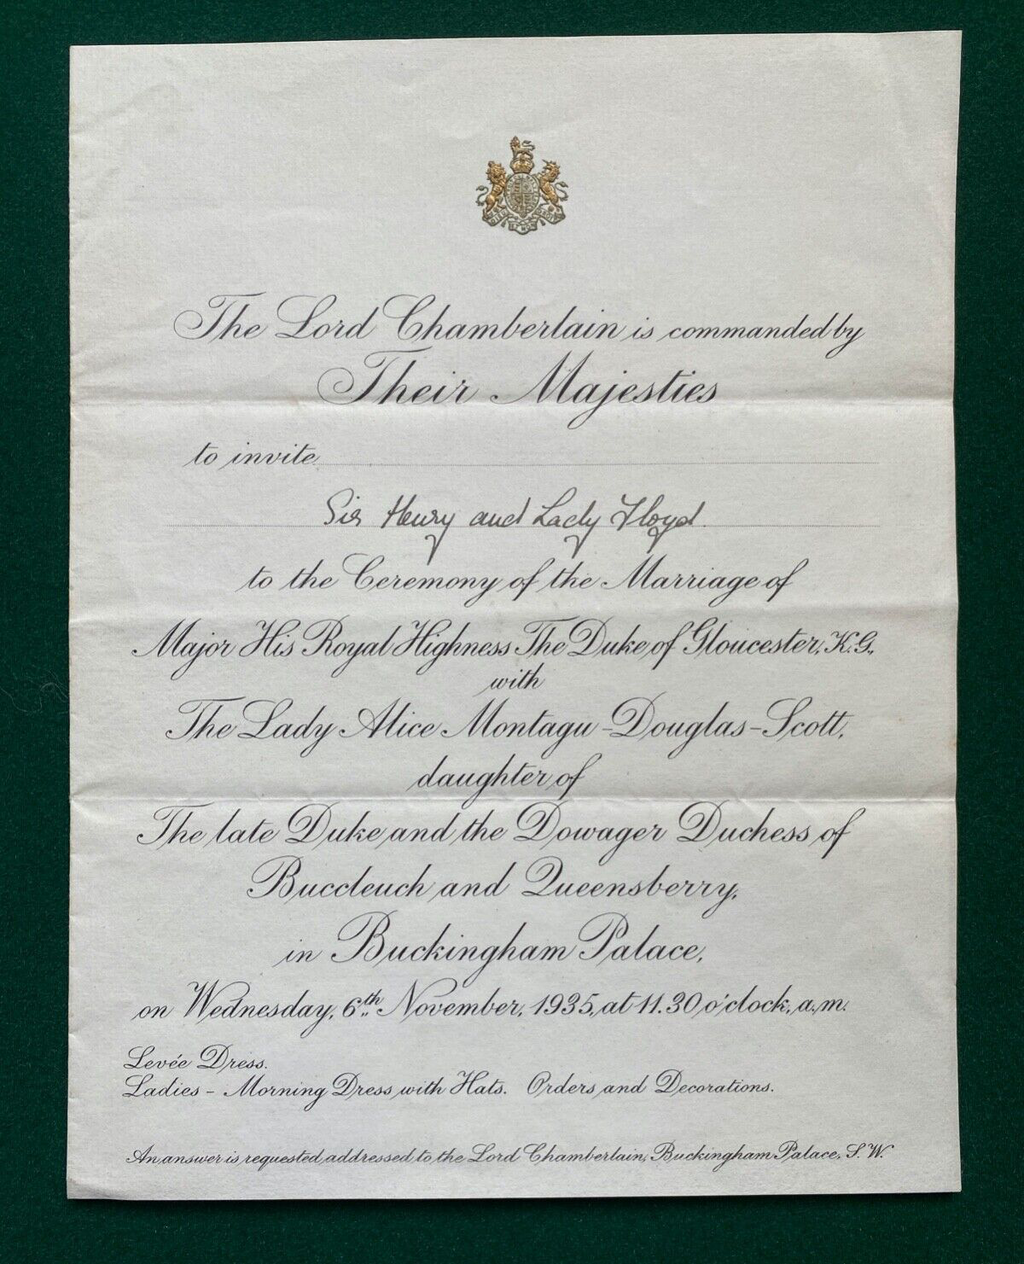 The Lord Chamberlain is commanded by
Their Majesties
to invite
Sir Henry and Lady Floyd.
to the Ceremony of the Marriage of
Major His Royal Highness The Duke of Gloucester, K.G.,
with
The Lady Alice Montagu-Douglas-Scott,
daughter of
The late Duke and the Dowager Duchess of
Buccleuch and Queensberry,
in Buckingham Palace,
on Wednesday, 6th November, 1935, at 11.30 o'clock, a.m.
Levée Dress.
Ladies - Morning Dress with Hats. Orders and Decorations.
An answer is requested addressed to the Lord Chamberlain, Buckingham Palace, S.W.